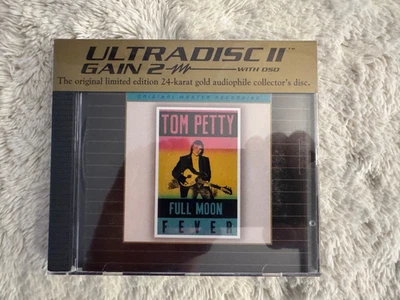 ULTRADISC II™
GAIN 2 WITH DSD
The original limited edition 24-karat gold audiophile collector's disc.
ORIGINAL MASTER RECORDING
TOM PETTY
FULL MOON
FEVER